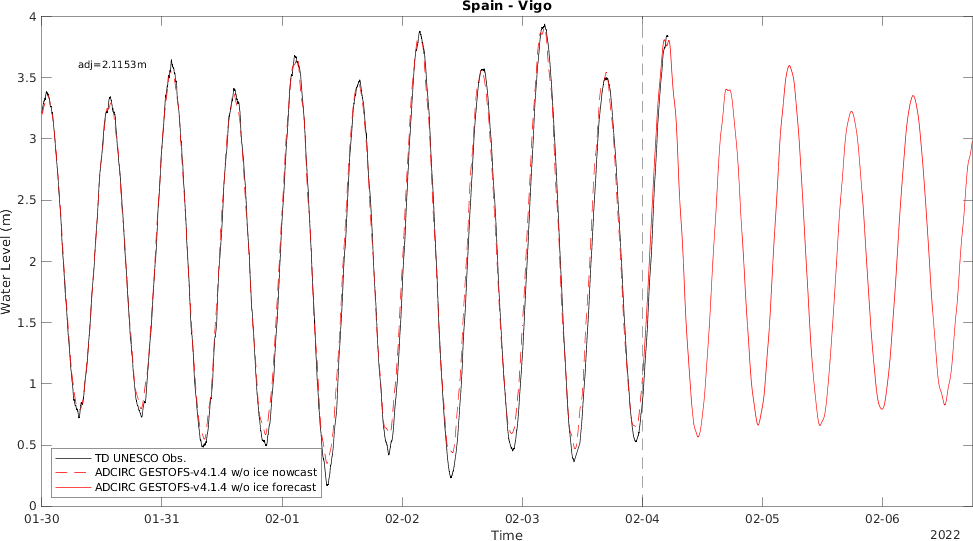 Spain - Vigo
adj=2.1153m
Water Level (m)
4
3.5
3
2.5
2
1.5
1
0.5
0
TD UNESCO Obs.
ADCIRC GESTOFS-v4.1.4 w/o ice nowcast
ADCIRC GESTOFS-v4.1.4 w/o ice forecast
01-30 01-31 02-01 02-02 02-03 02-04 02-05 02-06
Time
2022